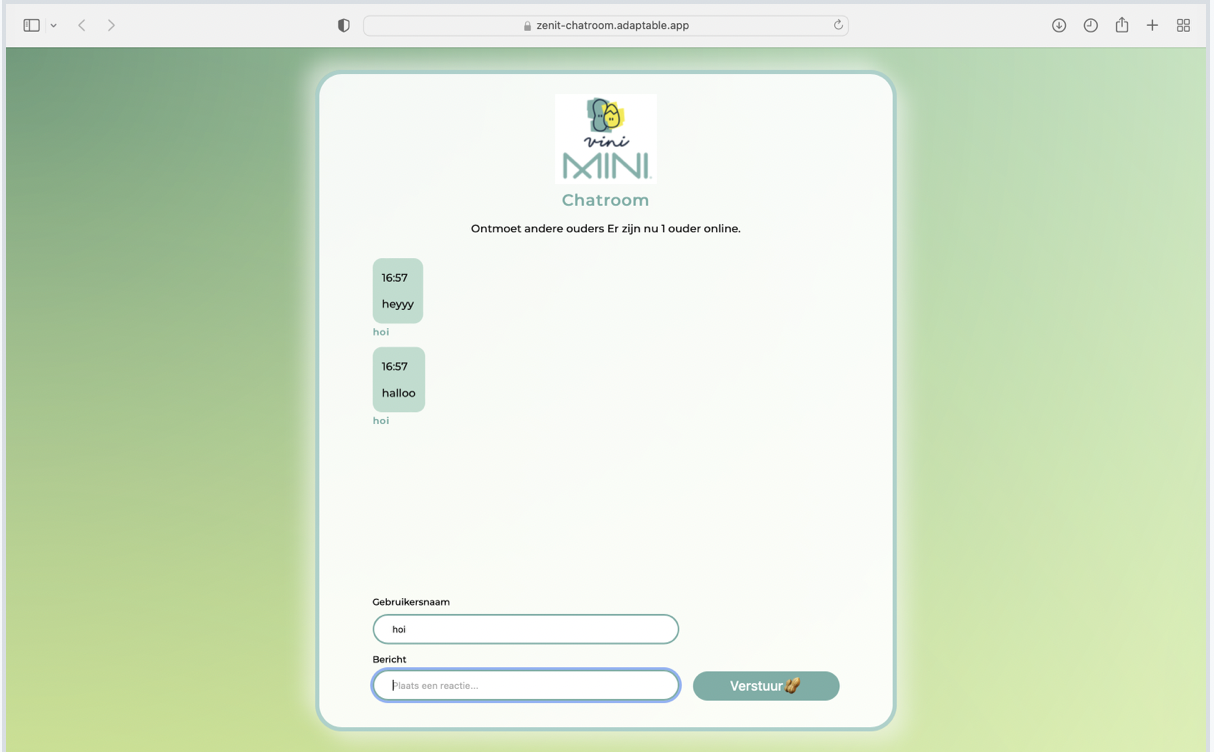 zenit-chatroom.adaptable.app
vini
MINI
Chatroom
Ontmoet andere ouders Er zijn nu 1 ouder online.
16:57
heyyy
hoi
16:57
halloo
hoi
Gebruikersnaam
hoi
Bericht
Plaats een reactie...
Verstuur